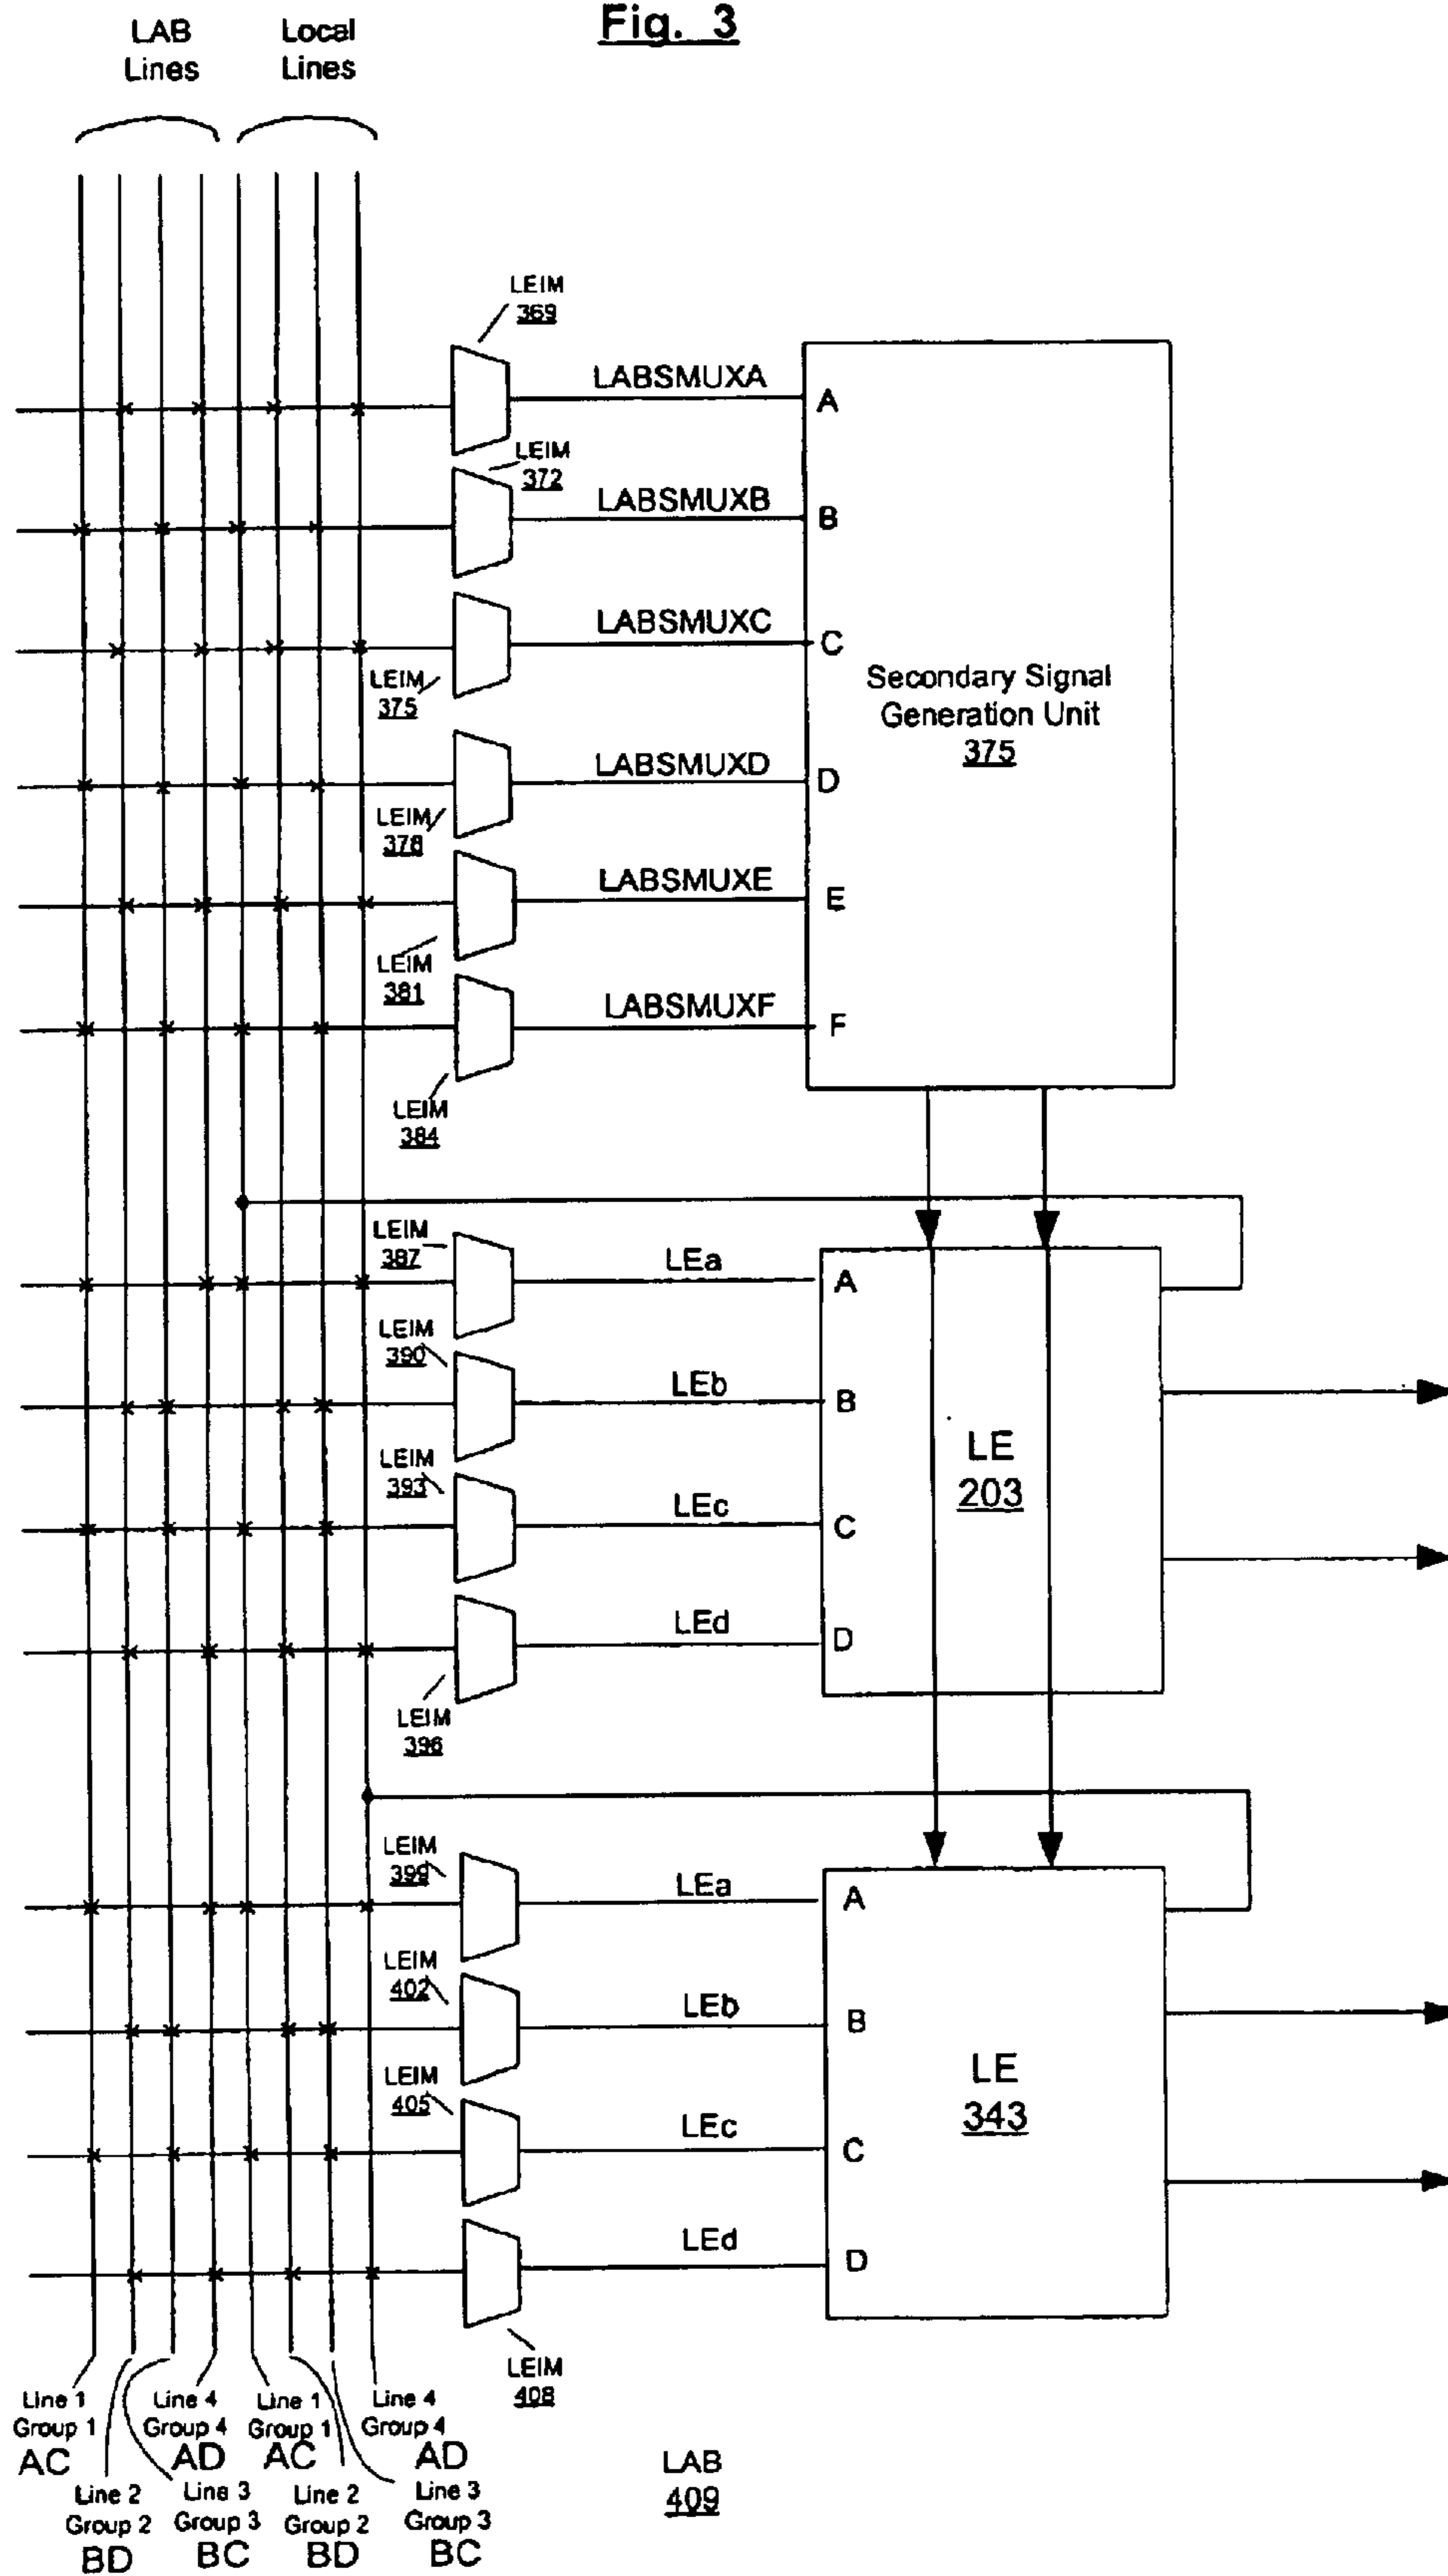 Fig. 3
LAB
Lines
Local
Lines
LEIM
369
LABSMUXA
A
LEIM
372
LABSMUXB
B
LABSMUXC
C
LEIM
375
Secondary Signal
Generation Unit
375
LABSMUXD
D
LEIM
378
LABSMUXE
E
LEIM
381
LABSMUXF
F
LEIM
384
LEIM
387
LEa
A
LEIM
390
LEb
B
LE
203
LEIM
393
LEc
C
LEd
D
LEIM
396
LEIM
399
LEa
A
LEIM
402
LEb
B
LE
343
LEIM
405
LEc
C
LEd
D
LEIM
408
Line 1
Group 1
AC
Line 4
Group 4
AD
Line 1
Group 1
AC
Line 4
Group 4
AD
Line 2
Group 2
BD
Line 3
Group 3
BC
Line 2
Group 2
BD
Line 3
Group 3
BC
LAB
409